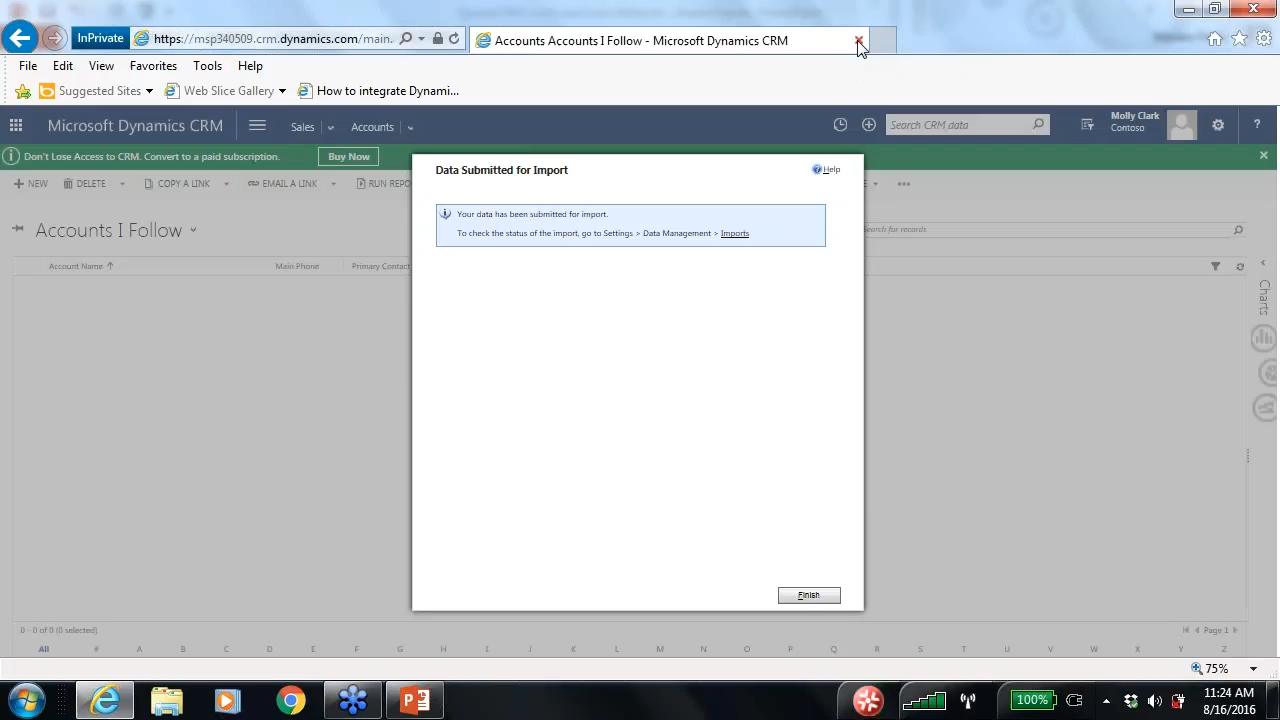 InPrivate
https://msp340509.crm.dynamics.com/main.
Accounts Accounts I Follow - Microsoft Dynamics CRM
File Edit View Favorites Tools Help
Suggested Sites Web Slice Gallery How to integrate Dynami...
Microsoft Dynamics CRM Sales Accounts Search CRM data Molly Clark
Contoso
?
Don't Lose Access to CRM. Convert to a paid subscription. Buy Now
NEW DELETE COPY A LINK EMAIL A LINK RUN REPO
Accounts I Follow
Search for records
Account Name Main Phone Primary Contact
Charts
Data Submitted for Import
Help
Your data has been submitted for import.
To check the status of the import, go to Settings > Data Management > Imports
Finish
0 - 0 of 0 (0 selected)
Page 1
All # A B C D E F G H I J K L M N O P Q R S T U V W X Y Z
75%
100%
11:24 AM
8/16/2016